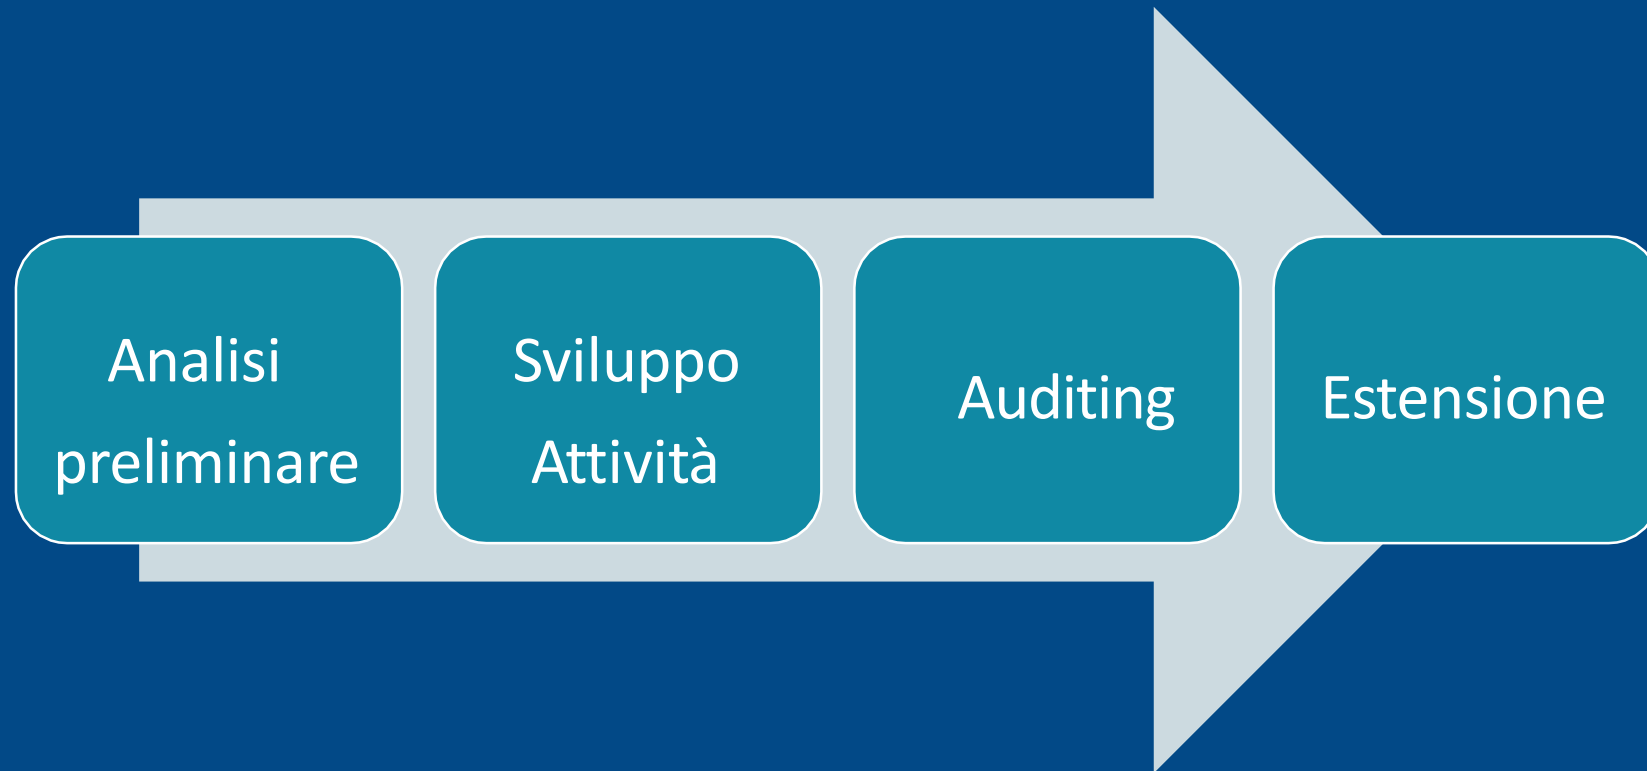 Analisi
preliminare
Sviluppo
Attività
Auditing
Estensione